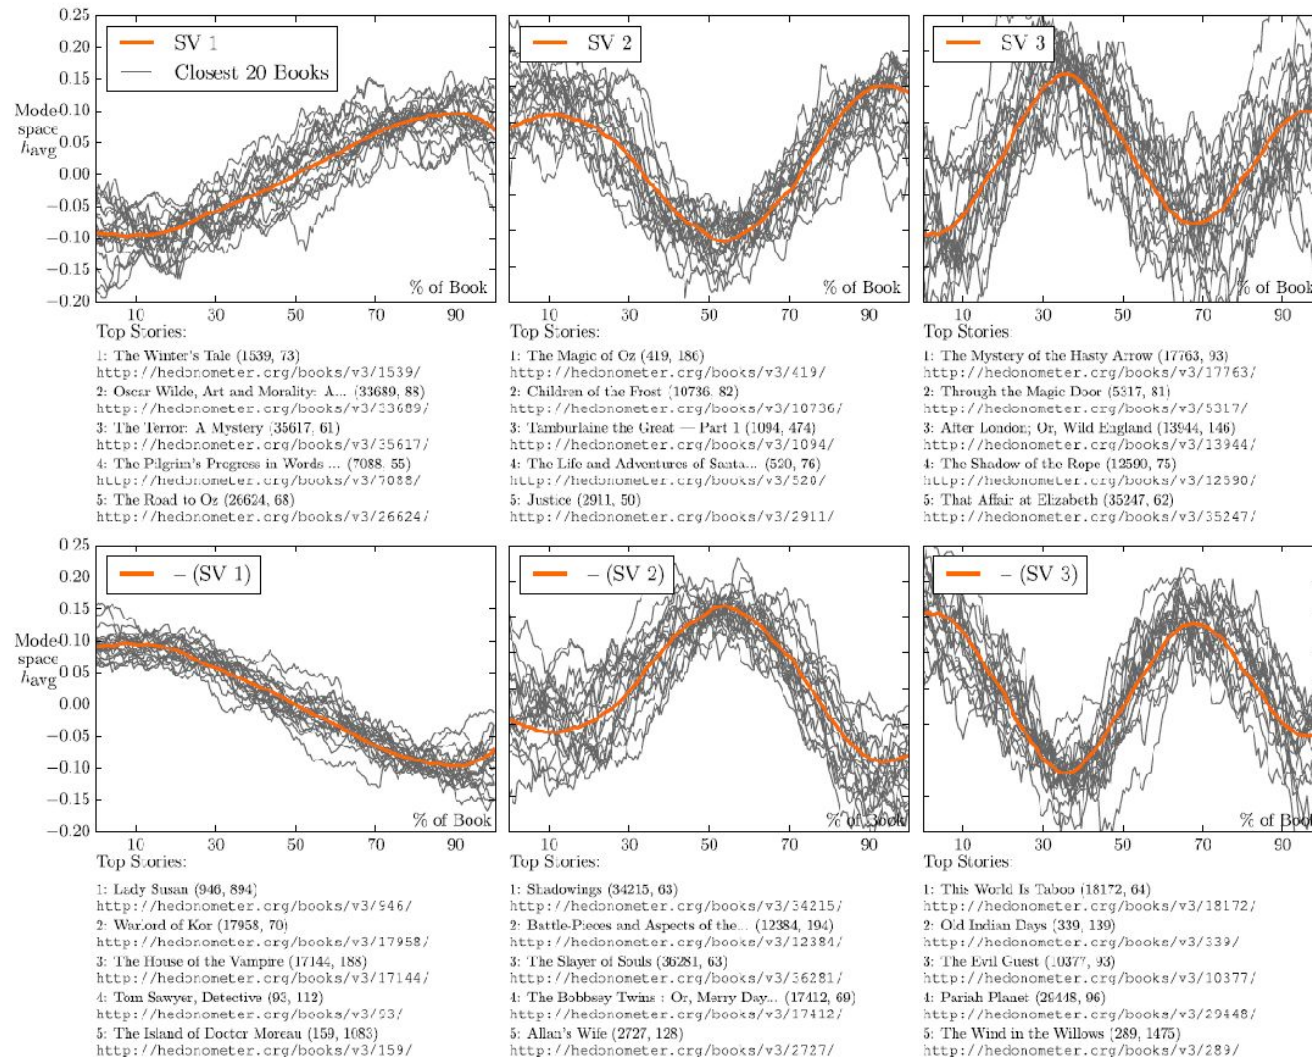 0.25
0.20
0.15
0.10
0.05
0.00
−0.05
−0.10
−0.15
−0.20
Mode
space
havg
SV 1
Closest 20 Books
% of Book
10 30 50 70 90
SV 2
% of Book
10 30 50 70 90
SV 3
% of Book
10 30 50 70 90
Top Stories:
1: The Winter's Tale (1539, 73)
http://hedonometer.org/books/v3/1539/
2: Oscar Wilde, Art and Morality: A... (33689, 88)
http://hedonometer.org/books/v3/33689/
3: The Terror: A Mystery (35617, 61)
http://hedonometer.org/books/v3/35617/
4: The Pilgrim's Progress in Words ... (7088, 55)
http://hedonometer.org/books/v3/7088/
5: The Road to Oz (26624, 68)
http://hedonometer.org/books/v3/26624/
Top Stories:
1: The Magic of Oz (419, 186)
http://hedonometer.org/books/v3/419/
2: Children of the Frost (10736, 82)
http://hedonometer.org/books/v3/10736/
3: Tamburlaine the Great — Part 1 (1094, 474)
http://hedonometer.org/books/v3/1094/
4: The Life and Adventures of Santa... (520, 76)
http://hedonometer.org/books/v3/520/
5: Justice (2911, 50)
http://hedonometer.org/books/v3/2911/
Top Stories:
1: The Mystery of the Hasty Arrow (17763, 93)
http://hedonometer.org/books/v3/17763/
2: Through the Magic Door (5317, 81)
http://hedonometer.org/books/v3/5317/
3: After London; Or, Wild England (13944, 146)
http://hedonometer.org/books/v3/13944/
4: The Shadow of the Rope (12590, 75)
http://hedonometer.org/books/v3/12590/
5: That Affair at Elizabeth (35247, 62)
http://hedonometer.org/books/v3/35247/
0.25
0.20
0.15
0.10
0.05
0.00
−0.05
−0.10
−0.15
−0.20
Mode
space
havg
− (SV 1)
% of Book
10 30 50 70 90
− (SV 2)
% of Book
10 30 50 70 90
− (SV 3)
% of Book
10 30 50 70 90
Top Stories:
1: Lady Susan (946, 894)
http://hedonometer.org/books/v3/946/
2: Warlord of Kor (17958, 70)
http://hedonometer.org/books/v3/17958/
3: The House of the Vampire (17144, 188)
http://hedonometer.org/books/v3/17144/
4: Tom Sawyer, Detective (93, 112)
http://hedonometer.org/books/v3/93/
5: The Island of Doctor Moreau (159, 1083)
http://hedonometer.org/books/v3/159/
Top Stories:
1: Shadowings (34215, 63)
http://hedonometer.org/books/v3/34215/
2: Battle-Pieces and Aspects of the... (12384, 194)
http://hedonometer.org/books/v3/12384/
3: The Slayer of Souls (36281, 63)
http://hedonometer.org/books/v3/36281/
4: The Bobbsey Twins : Or, Merry Day... (17412, 69)
http://hedonometer.org/books/v3/17412/
5: Allan's Wife (2727, 128)
http://hedonometer.org/books/v3/2727/
Top Stories:
1: This World Is Taboo (18172, 64)
http://hedonometer.org/books/v3/18172/
2: Old Indian Days (339, 139)
http://hedonometer.org/books/v3/339/
3: The Evil Guest (10377, 93)
http://hedonometer.org/books/v3/10377/
4: Pariah Planet (29448, 96)
http://hedonometer.org/books/v3/29448/
5: The Wind in the Willows (289, 1475)
http://hedonometer.org/books/v3/289/